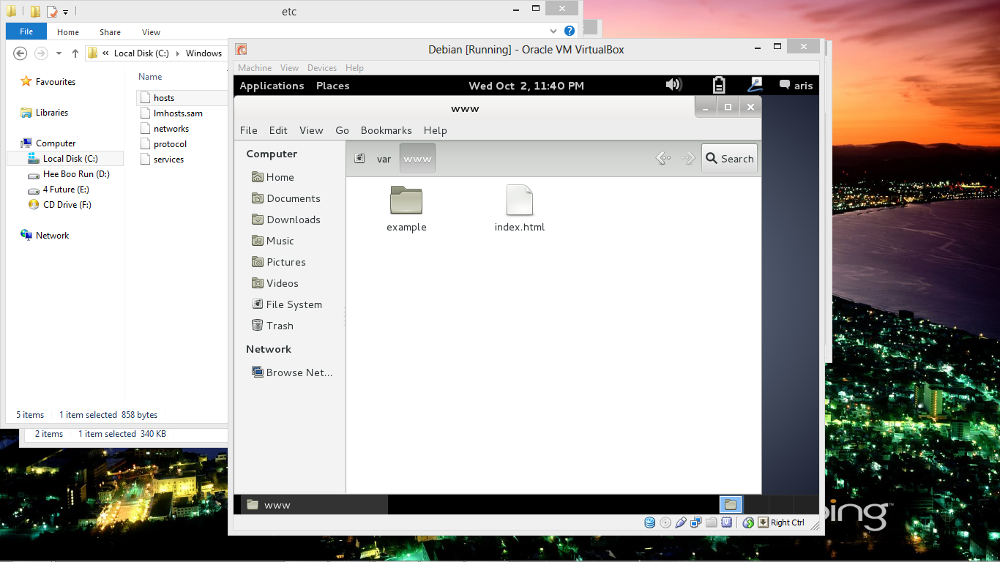 etc
File Home Share View
« Local Disk (C:) Windows
Favourites
Libraries
Computer
Local Disk (C:)
Hee Boo Run (D:)
4 Future (E:)
CD Drive (F:)
Network
Name
hosts
lmhosts.sam
networks
protocol
services
5 items 1 item selected 858 bytes
2 items 1 item selected 340 KB
Debian [Running] - Oracle VM VirtualBox
Machine View Devices Help
Applications Places Wed Oct 2, 11:40 PM aris
www
File Edit View Go Bookmarks Help
Computer
Home
Documents
Downloads
Music
Pictures
Videos
File System
Trash
Network
Browse Net...
var www Search
example index.html
www
Right Ctrl
bing™